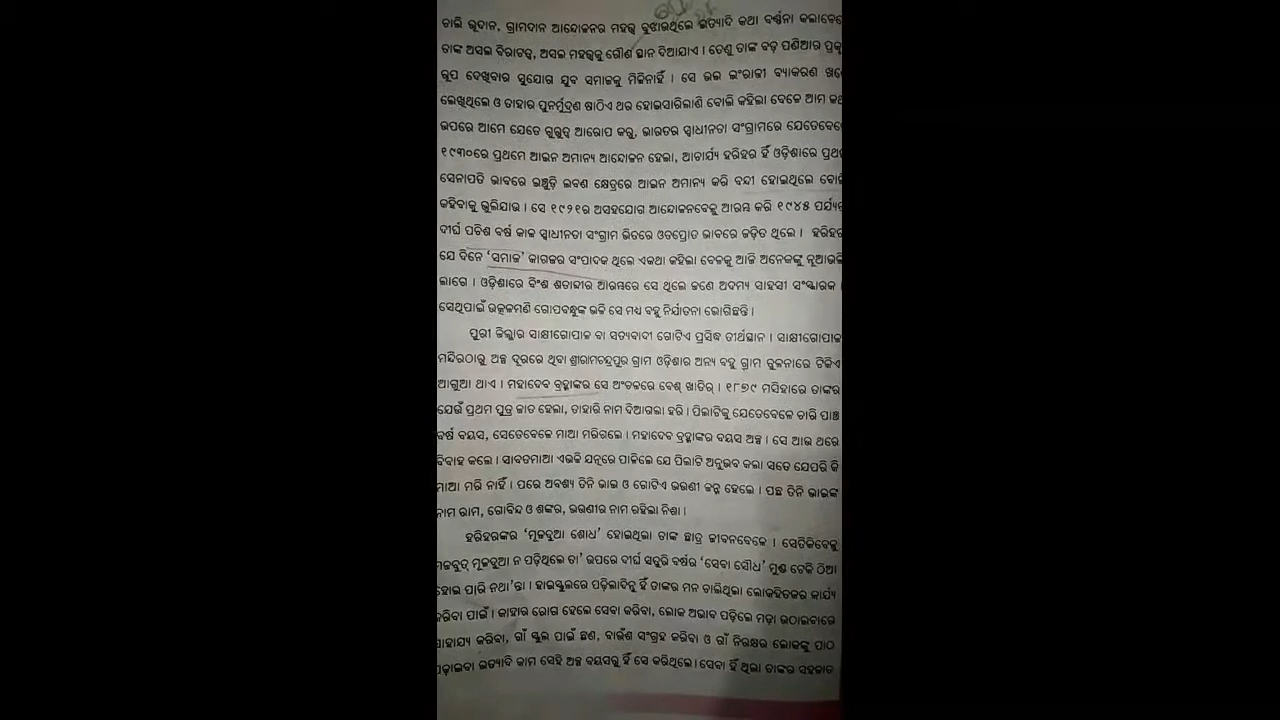 ଚାଲି ଭୂଦାନ, ଗ୍ରାମଦାନ ଆନ୍ଦୋଳନର ମହତ୍ତ୍ୱ ବୁଝାଉଥିଲେ ଇତ୍ୟାଦି କଥା ବର୍ଣ୍ଣନା କଲାବେଳେ
ତାଙ୍କ ଅସଲ ବିରାଟତ୍ୱ, ଅସଲ ମହତ୍ତ୍ୱକୁ ଗୌଣ ସ୍ଥାନ ଦିଆଯାଏ । ତେଣୁ ତାଙ୍କ ବଡ଼ ପଣିଆର
ରୂପ ଦେଖିବାର ସୁଯୋଗ ଯୁବ ସମାଜକୁ ମିଳିନାହିଁ । ସେ ଭଲ ଇଂରାଜୀ ବ୍ୟାକରଣ
ଲେଖିଥିଲେ ଓ ତାହାର ପୁନର୍ମୁଦ୍ରଣ ଷାଠିଏ ଥର ହୋଇସାରିଲାଣି ବୋଲି କହିଲା ବେଳେ ଆମ
ଉପରେ ଆମେ ଯେତେ ଗୁରୁତ୍ୱ ଆରୋପ କରୁ, ଭାରତର ସ୍ୱାଧୀନତା ସଂଗ୍ରାମରେ ଯେତେବେଳେ
୧୯୩୦ରେ ପ୍ରଥମେ ଆଇନ ଅମାନ୍ୟ ଆନ୍ଦୋଳନ ହେଲା, ଆଚାର୍ଯ୍ୟ ହରିହର ହିଁ ଓଡ଼ିଶାରେ ପ୍ରଥମ
ସେନାପତି ଭାବରେ ଇଞ୍ଚୁଡ଼ି ଲବଣ କ୍ଷେତ୍ରରେ ଆଇନ ଅମାନ୍ୟ କରି ବନ୍ଦୀ ହୋଇଥିଲେ ବୋଲି
କହିବାକୁ ଭୁଲିଯାଉ । ସେ ୧୯୨୧ର ଅସହଯୋଗ ଆନ୍ଦୋଳନବେଳୁ ଆରମ୍ଭ କରି ୧୯୪୫ ପର୍ଯ୍ୟନ୍ତ
ଦୀର୍ଘ ପଚିଶ ବର୍ଷ କାଳ ସ୍ୱାଧୀନତା ସଂଗ୍ରାମ ଭିତରେ ଓତପ୍ରୋତ ଭାବରେ ଜଡ଼ିତ ଥିଲେ । ହରିହର
ଯେ ଦିନେ ‘ସମାଜ’ କାଗଜର ସଂପାଦକ ଥିଲେ ଏକଥା କହିଲା ବେଳକୁ ଆଜି ଅନେକଙ୍କୁ ନୂଆଭଳି
ଲାଗେ । ଓଡ଼ିଶାରେ ବିଂଶ ଶତାବ୍ଦୀର ଆରମ୍ଭରେ ସେ ଥିଲେ ଜଣେ ଅଦମ୍ୟ ସାହସୀ ସଂସ୍କାରକ ।
ସେଥିପାଇଁ ଉତ୍କଳମଣି ଗୋପବନ୍ଧୁଙ୍କ ଭଳି ସେ ମଧ୍ୟ ବହୁ ନିର୍ଯାତନା ଭୋଗିଛନ୍ତି ।
ପୁରୀ ଜିଲ୍ଲାର ସାକ୍ଷୀଗୋପାଳ ବା ସତ୍ୟବାଦୀ ଗୋଟିଏ ପ୍ରସିଦ୍ଧ ତୀର୍ଥସ୍ଥାନ । ସାକ୍ଷୀଗୋପାଳ
ମନ୍ଦିରଠାରୁ ଅଳ୍ପ ଦୂରରେ ଥିବା ଶ୍ରୀରାମଚନ୍ଦ୍ରପୁର ଗ୍ରାମ ଓଡ଼ିଶାର ଅନ୍ୟ ବହୁ ଗ୍ରାମ ତୁଳନାରେ ଟିକିଏ
ଆଗୁଆ ଥାଏ । ମହାଦେବ ବ୍ରହ୍ମାଙ୍କର ସେ ଅଂଚଳରେ ବେଶ୍ ଖାତିର୍ । ୧୮୭୯ ମସିହାରେ ତାଙ୍କର
ଯେଉଁ ପ୍ରଥମ ପୁତ୍ର ଜାତ ହେଲା, ତାହାରି ନାମ ଦିଆଗଲା ହରି । ପିଲାଟିକୁ ଯେତେବେଳେ ଚାରି ପାଞ୍ଚ
ବର୍ଷ ବୟସ, ସେତେବେଳେ ମାଆ ମରିଗଲେ । ମହାଦେବ ବ୍ରହ୍ମାଙ୍କର ବୟସ ଅଳ୍ପ । ସେ ଆଉ ଥରେ
ବିବାହ କଲେ । ସାବତମାଆ ଏଭଳି ଯତ୍ନରେ ପାଳିଲେ ଯେ ପିଲାଟି ଅନୁଭବ କଲା ସତେ ଯେପରି କି
ମାଆ ମରି ନାହିଁ । ପରେ ଅବଶ୍ୟ ତିନି ଭାଇ ଓ ଗୋଟିଏ ଭଉଣୀ ଜନ୍ମ ହେଲେ । ପଛ ତିନି ଭାଇଙ୍କ
ନାମ ରାମ, ଗୋବିନ୍ଦ ଓ ଶଙ୍କର, ଭଉଣୀର ନାମ ରହିଲା ନିଶା ।
ହରିହରଙ୍କର ‘ମୂଳଦୁଆ ଶୋଧ’ ହୋଇଥିଲା ତାଙ୍କ ଛାତ୍ର ଜୀବନବେଳେ । ସେତିକିବେଳୁ
ମଜବୁତ୍ ମୂଳଦୁଆ ନ ପଡ଼ିଥିଲେ ତା’ ଉପରେ ଦୀର୍ଘ ସତୁରି ବର୍ଷର ‘ସେବା ସୌଧ’ ମୁଣ୍ଡ ଟେକି ଠିଆ
ହୋଇ ପାରି ନଥା’ନ୍ତା । ହାଇସ୍କୁଲରେ ପଢ଼ିଲାଦିନୁ ହିଁ ତାଙ୍କର ମନ ଚାଲିଥିଲା ଲୋକହିତକର କାର୍ଯ୍ୟ
କରିବା ପାଇଁ । କାହାର ରୋଗ ହେଲେ ସେବା କରିବା, ଲୋକ ଅଭାବ ପଡ଼ିଲେ ମଡ଼ା ଉଠାଇବାରେ
ସାହାଯ୍ୟ କରିବା, ଗାଁ ସ୍କୁଲ ପାଇଁ ଛଣ, ବାଉଁଶ ସଂଗ୍ରହ କରିବା ଓ ଗାଁ ନିରକ୍ଷର ଲୋକଙ୍କୁ ପାଠ
ପଢ଼ାଇବା ଇତ୍ୟାଦି କାମ ସେହି ଅଳ୍ପ ବୟସରୁ ହିଁ ସେ କରିଥିଲେ । ସେବା ହିଁ ଥିଲା ତାଙ୍କର ସହଜାତ